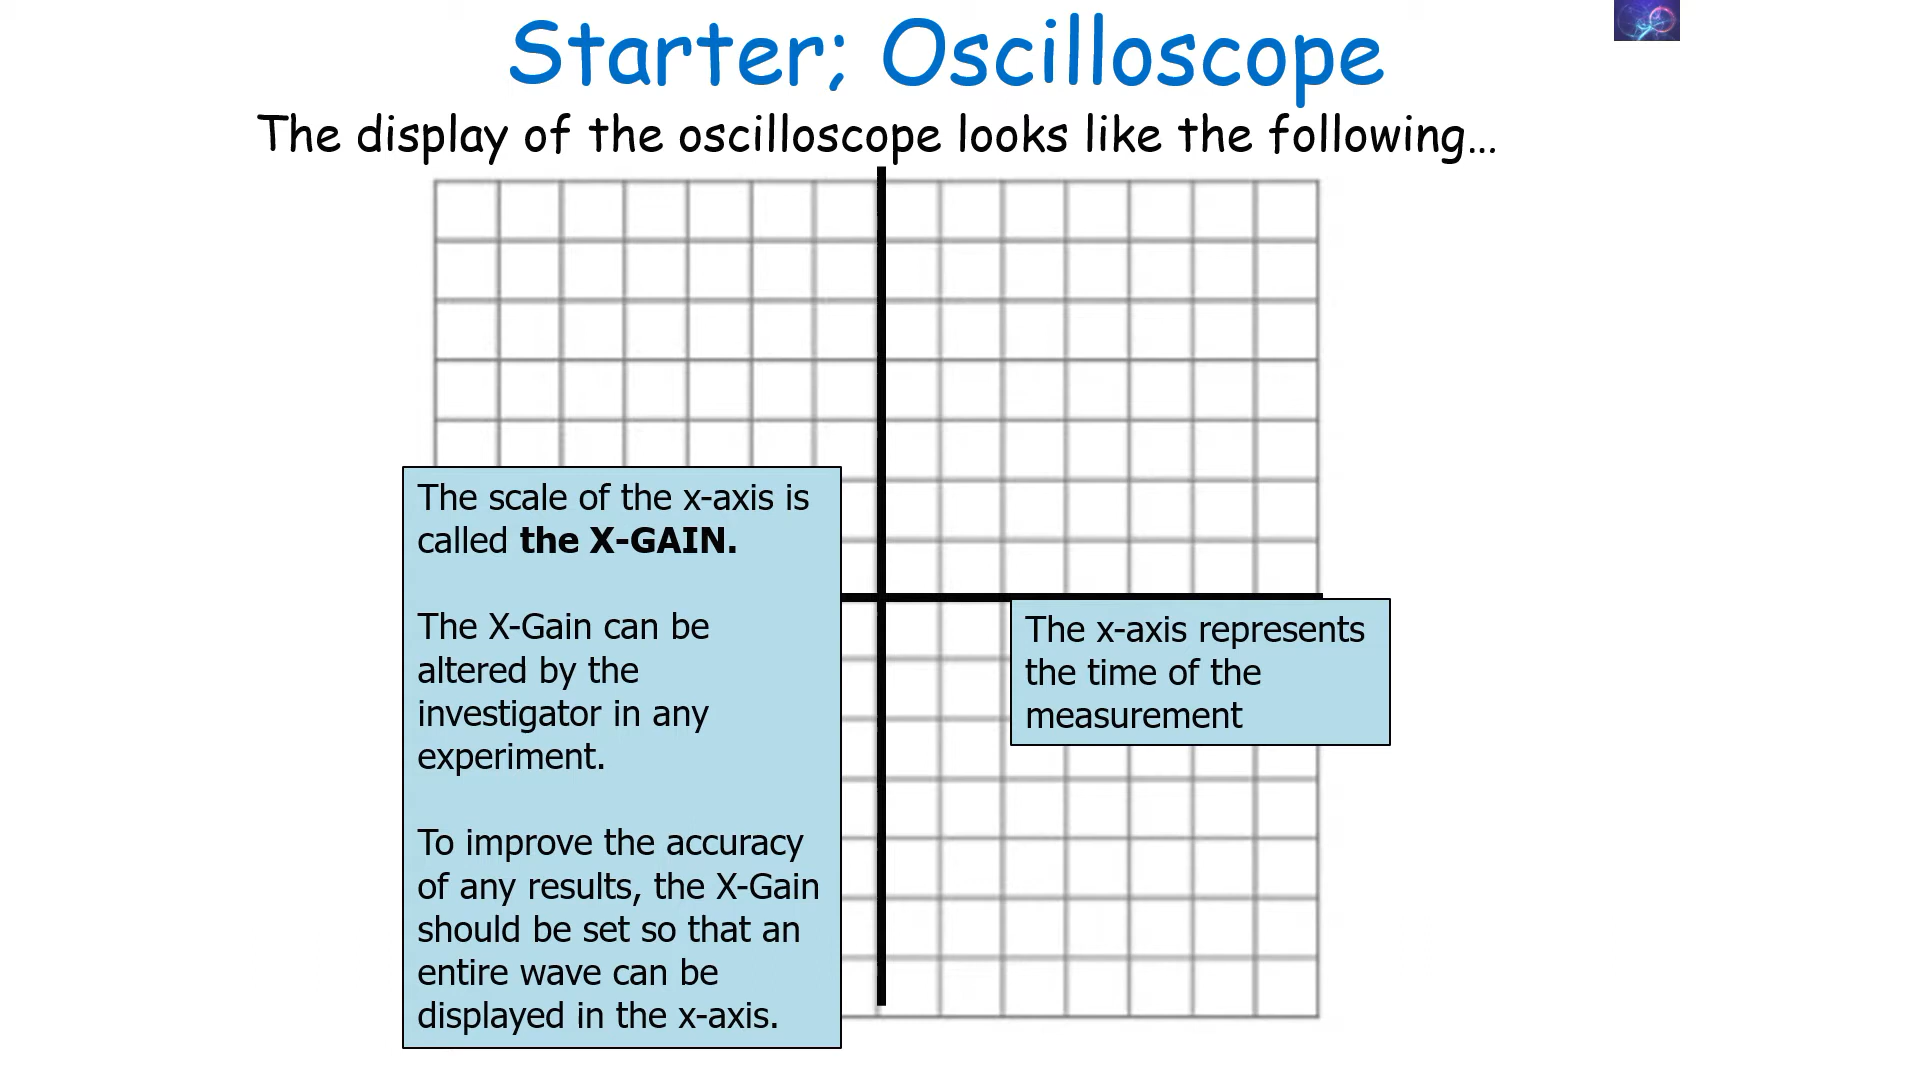 Starter; Oscilloscope
The display of the oscilloscope looks like the following…
The scale of the x-axis is
called the X-GAIN.
The X-Gain can be
altered by the
investigator in any
experiment.
To improve the accuracy
of any results, the X-Gain
should be set so that an
entire wave can be
displayed in the x-axis.
The x-axis represents
the time of the
measurement